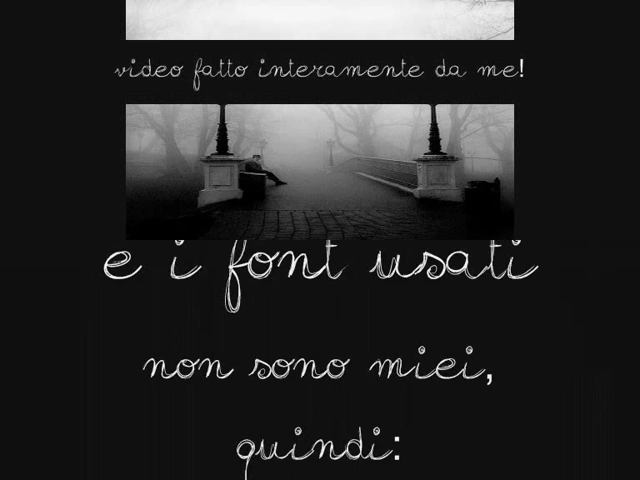 video fatto interamente da me!
e i font usati
non sono miei,
quindi: